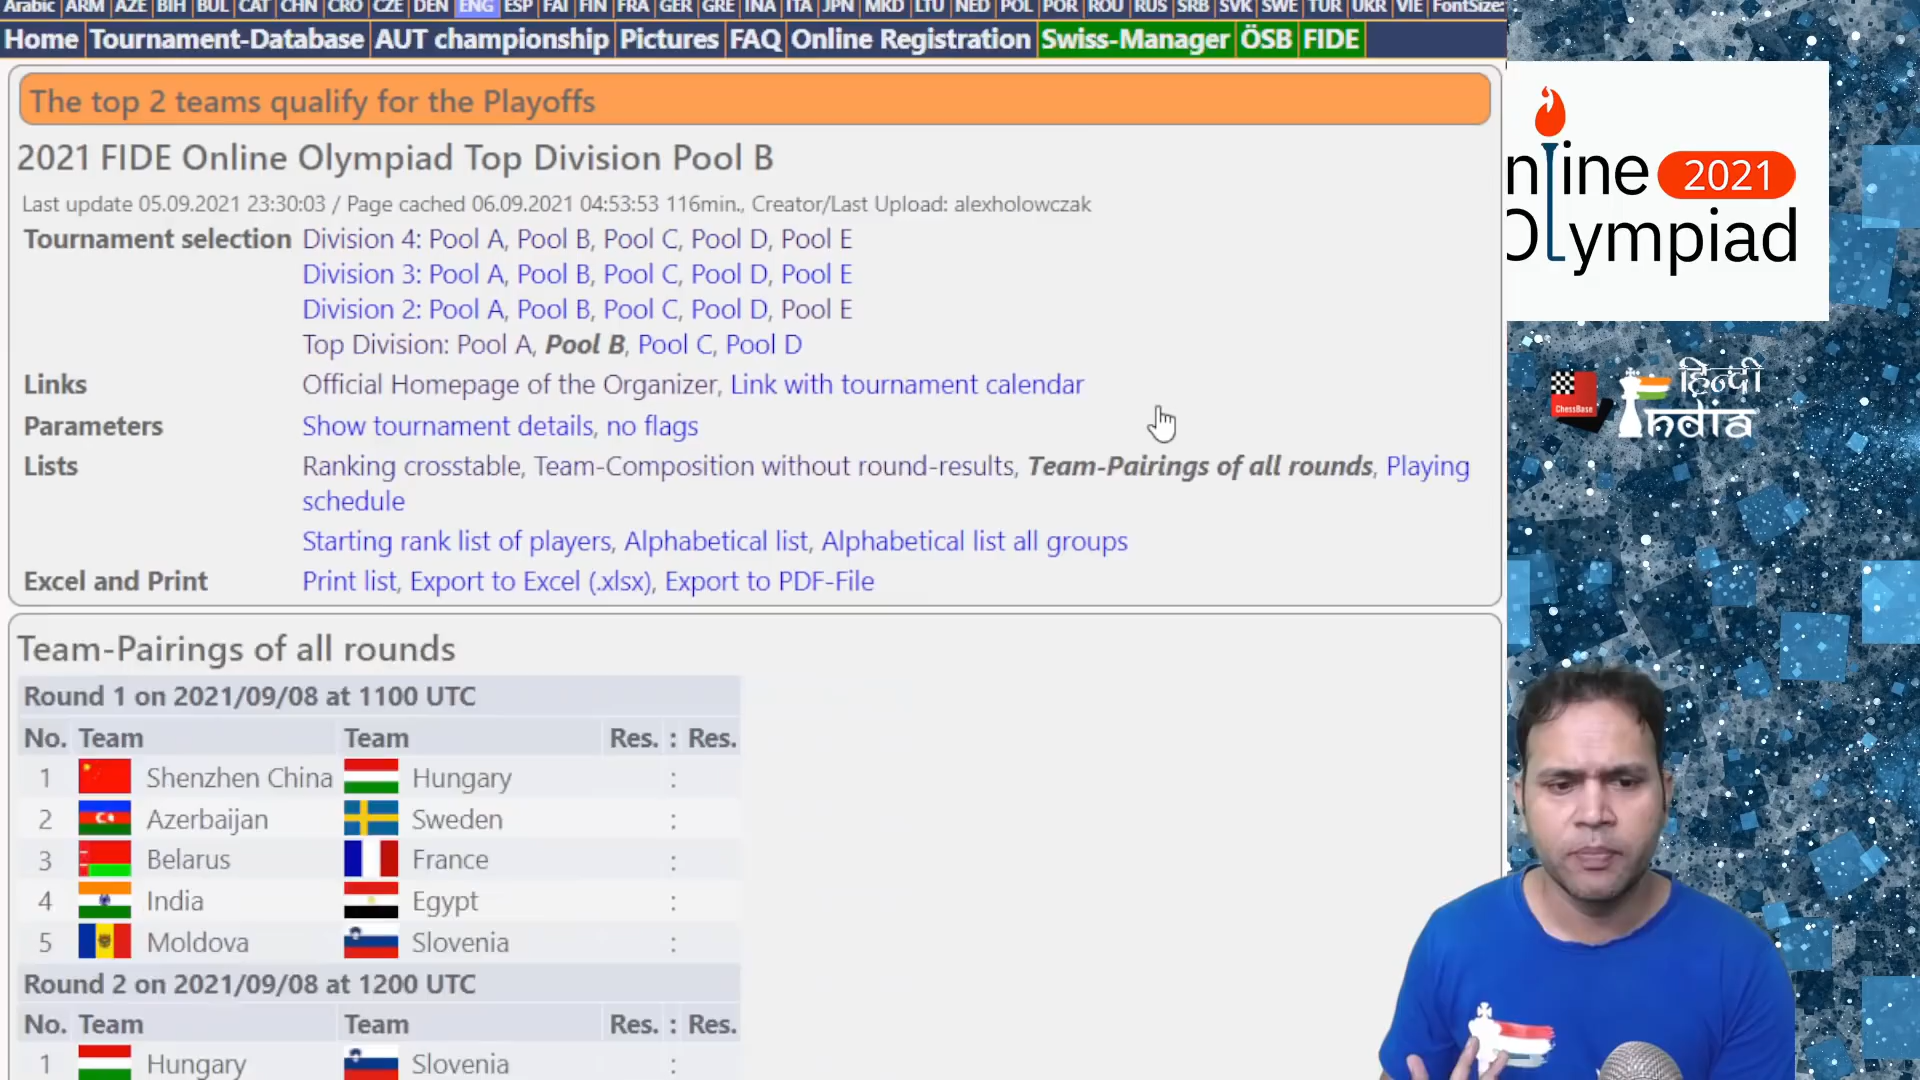 Arabic ARM AZE BIH BUL CAT CHN CRO CZE DEN ENG ESP FAI FIN FRA GER GRE INA ITA JPN MKD LTU NED POL POR ROU RUS SRB SVK SWE TUR UKR VIE FontSize:
Home Tournament-Database AUT championship Pictures FAQ Online Registration Swiss-Manager ÖSB FIDE
The top 2 teams qualify for the Playoffs
2021 FIDE Online Olympiad Top Division Pool B
Last update 05.09.2021 23:30:03 / Page cached 06.09.2021 04:53:53 116min., Creator/Last Upload: alexholowczak
Tournament selection Division 4: Pool A, Pool B, Pool C, Pool D, Pool E
Division 3: Pool A, Pool B, Pool C, Pool D, Pool E
Division 2: Pool A, Pool B, Pool C, Pool D, Pool E
Top Division: Pool A, Pool B, Pool C, Pool D
Links Official Homepage of the Organizer, Link with tournament calendar
Parameters Show tournament details, no flags
Lists Ranking crosstable, Team-Composition without round-results, Team-Pairings of all rounds, Playing
schedule
Starting rank list of players, Alphabetical list, Alphabetical list all groups
Excel and Print Print list, Export to Excel (.xlsx), Export to PDF-File
Team-Pairings of all rounds
Round 1 on 2021/09/08 at 1100 UTC
No. Team Team Res. : Res.
1 Shenzhen China Hungary :
2 Azerbaijan Sweden :
3 Belarus France :
4 India Egypt :
5 Moldova Slovenia :
Round 2 on 2021/09/08 at 1200 UTC
No. Team Team Res. : Res.
1 Hungary Slovenia :
nline 2021
Olympiad
ChessBase
हिन्दी
India